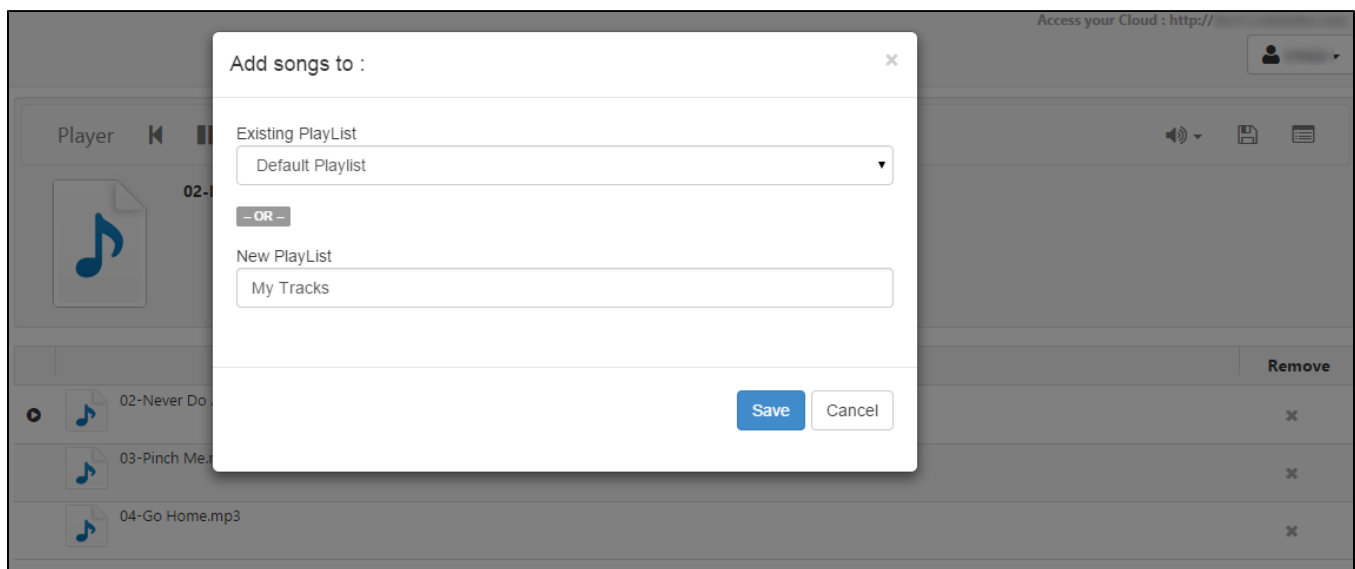 Access your Cloud : http://
Add songs to :
×
Player
Existing PlayList
Default Playlist
02-
– OR –
New PlayList
My Tracks
Remove
02-Never Do
Save
Cancel
03-Pinch Me.
04-Go Home.mp3